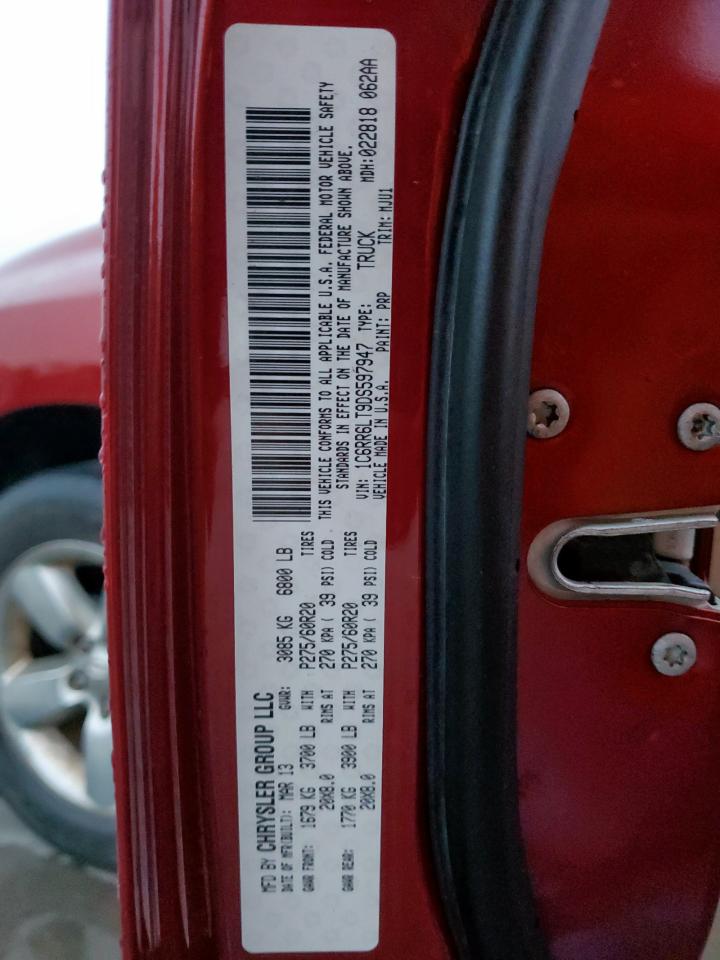 MFD BY CHRYSLER GROUP LLC
DATE OF MFR(BUILT): MAR 13 GVWR: 3085 KG 6800 LB
GAWR FRONT: 1679 KG 3700 LB WITH P275/60R20 TIRES
20X8.0 RIMS AT 270 KPA ( 39 PSI) COLD
GAWR REAR: 1770 KG 3900 LB WITH P275/60R20 TIRES
20X8.0 RIMS AT 270 KPA ( 39 PSI) COLD
THIS VEHICLE CONFORMS TO ALL APPLICABLE U.S.A. FEDERAL MOTOR VEHICLE SAFETY
STANDARDS IN EFFECT ON THE DATE OF MANUFACTURE SHOWN ABOVE.
VIN: 1C6RR6LT9DS597947 TYPE: TRUCK MDH:022818 062AA
VEHICLE MADE IN U.S.A. PAINT: PRP TRIM: MJU1